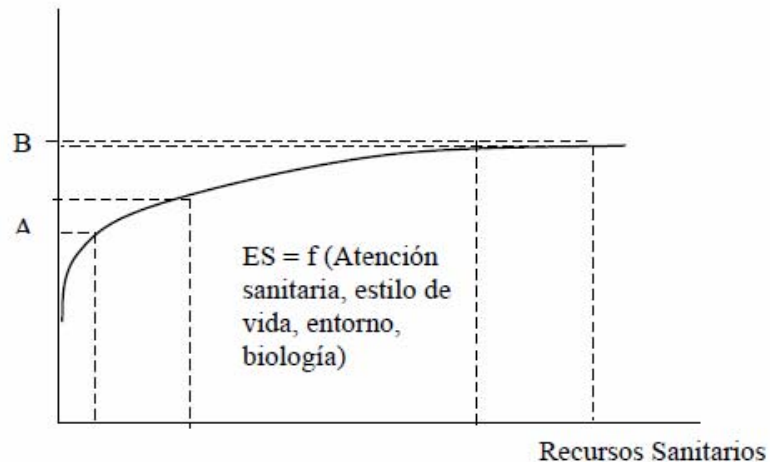 B
A
ES = f (Atención
sanitaria, estilo de
vida, entorno,
biología)
Recursos Sanitarios